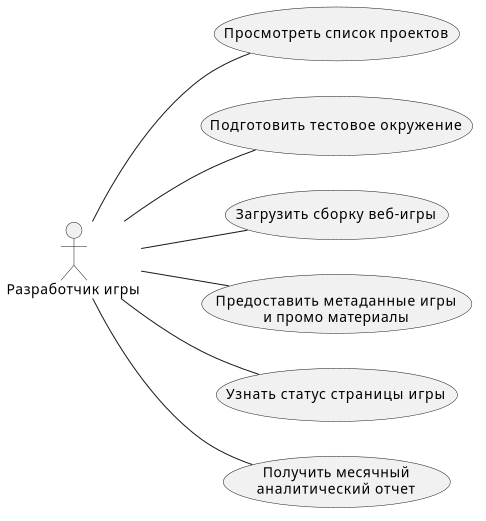 Просмотреть список проектов
Подготовить тестовое окружение
Загрузить сборку веб-игры
Разработчик игры
Предоставить метаданные игры
и промо материалы
Узнать статус страницы игры
Получить месячный
аналитический отчет